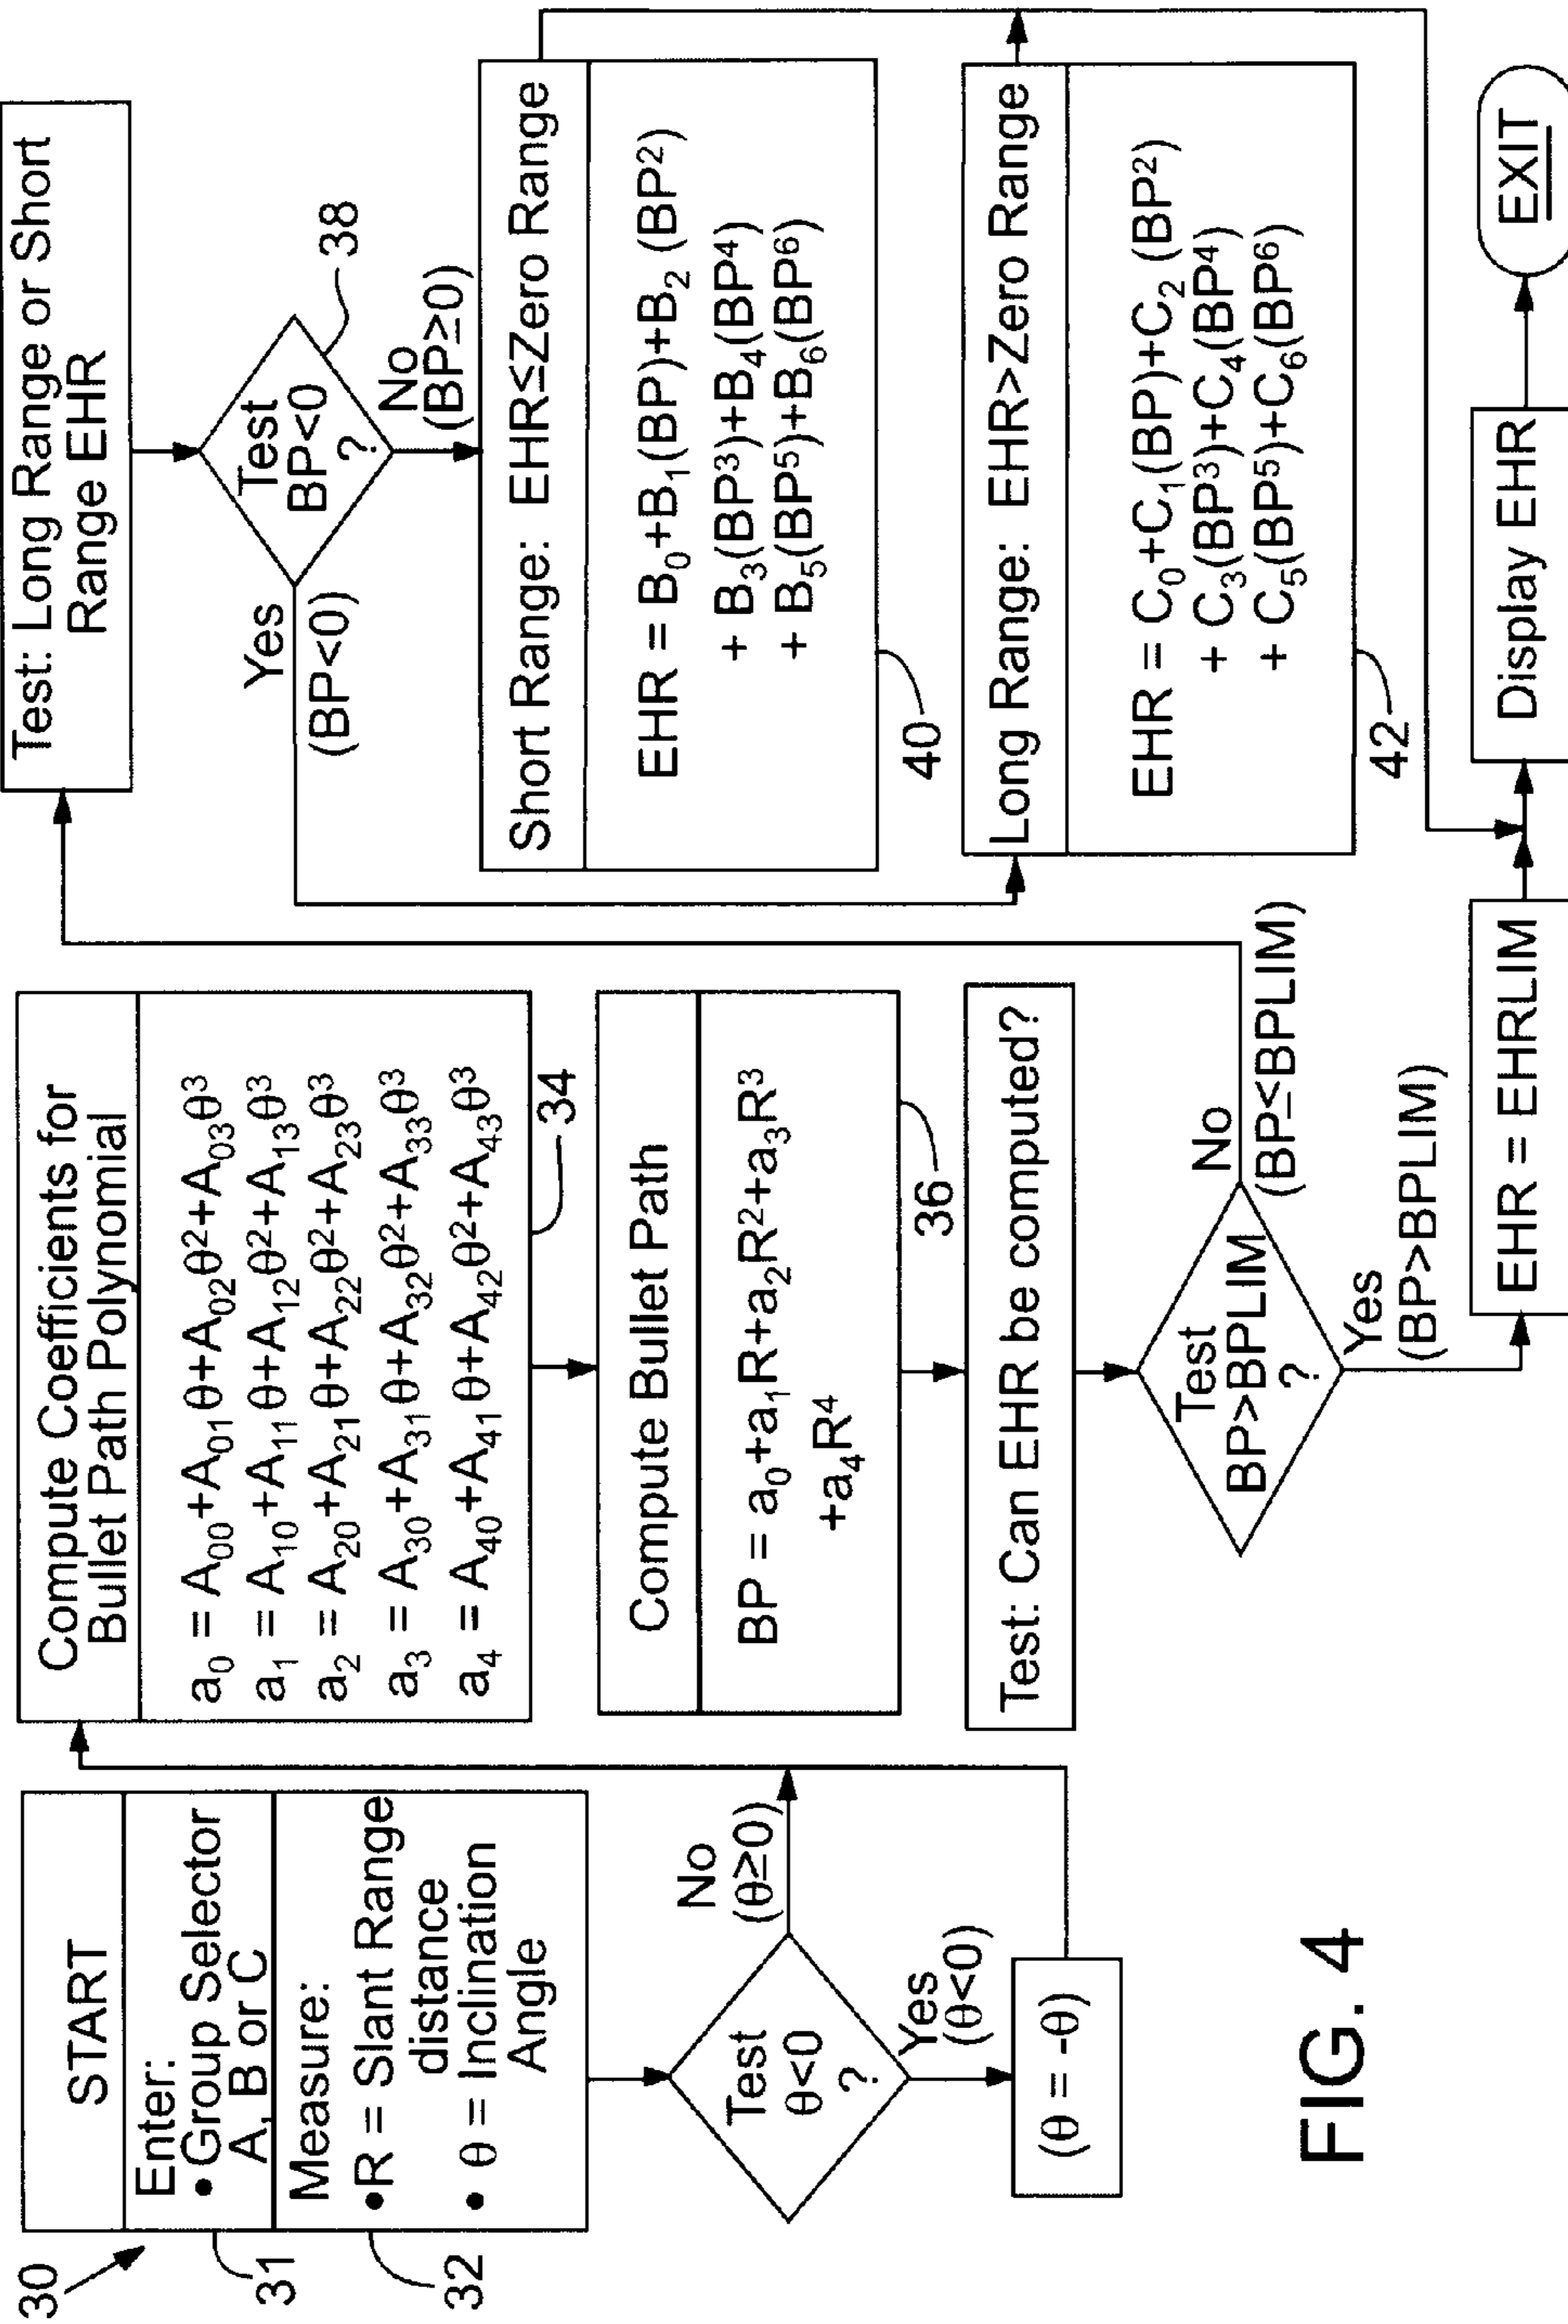 30
START
Enter:
• Group Selector
A, B or C
31
Measure:
• R = Slant Range
distance
• θ = Inclination
Angle
32
Test
θ<0
?
No
(θ≥0)
Yes
(θ<0)
(θ = -θ)
Compute Coefficients for
Bullet Path Polynomial
a₀ = A₀₀+A₀₁θ+A₀₂θ²+A₀₃θ³
a₁ = A₁₀+A₁₁θ+A₁₂θ²+A₁₃θ³
a₂ = A₂₀+A₂₁θ+A₂₂θ²+A₂₃θ³
a₃ = A₃₀+A₃₁θ+A₃₂θ²+A₃₃θ³
a₄ = A₄₀+A₄₁θ+A₄₂θ²+A₄₃θ³
34
Compute Bullet Path
BP = a₀+a₁R+a₂R²+a₃R³
+a₄R⁴
36
Test: Can EHR be computed?
Test
BP>BPLIM
?
No
(BP≤BPLIM)
Yes
(BP>BPLIM)
EHR = EHRLIM
Test: Long Range or Short
Range EHR
Test
BP<0
?
38
Yes
(BP<0)
No
(BP≥0)
Short Range: EHR≤Zero Range
EHR = B₀+B₁(BP)+B₂ (BP²)
+ B₃(BP³)+B₄(BP⁴)
+ B₅(BP⁵)+B₆(BP⁶)
40
Long Range: EHR>Zero Range
EHR = C₀+C₁(BP)+C₂ (BP²)
+ C₃(BP³)+C₄(BP⁴)
+ C₅(BP⁵)+C₆(BP⁶)
42
Display EHR
EXIT
FIG. 4